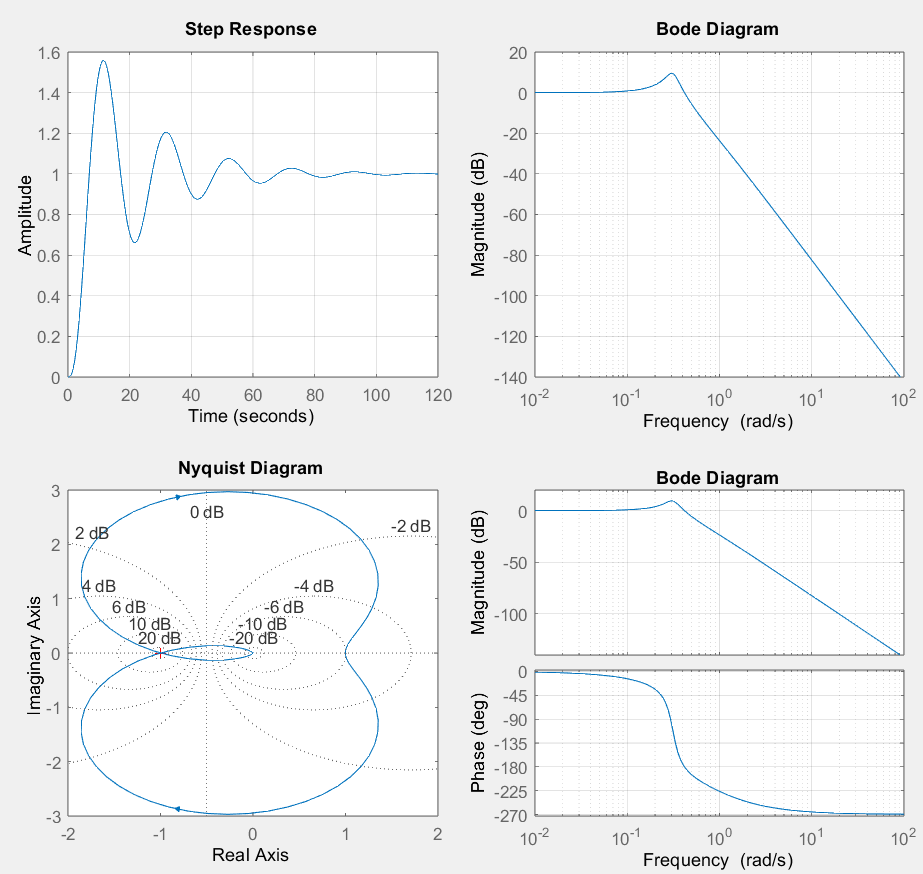 Step Response
Amplitude
1.6
1.4
1.2
1
0.8
0.6
0.4
0.2
0
0 20 40 60 80 100 120
Time (seconds)
Bode Diagram
Magnitude (dB)
20
0
-20
-40
-60
-80
-100
-120
-140
10^-2 10^-1 10^0 10^1 10^2
Frequency (rad/s)
Nyquist Diagram
Imaginary Axis
3
2
1
0
-1
-2
-3
0 dB
2 dB -2 dB
4 dB -4 dB
6 dB -6 dB
10 dB -10 dB
20 dB -20 dB
-2 -1 0 1 2
Real Axis
Bode Diagram
Magnitude (dB)
0
-50
-100
Phase (deg)
0
-45
-90
-135
-180
-225
-270
10^-2 10^-1 10^0 10^1 10^2
Frequency (rad/s)